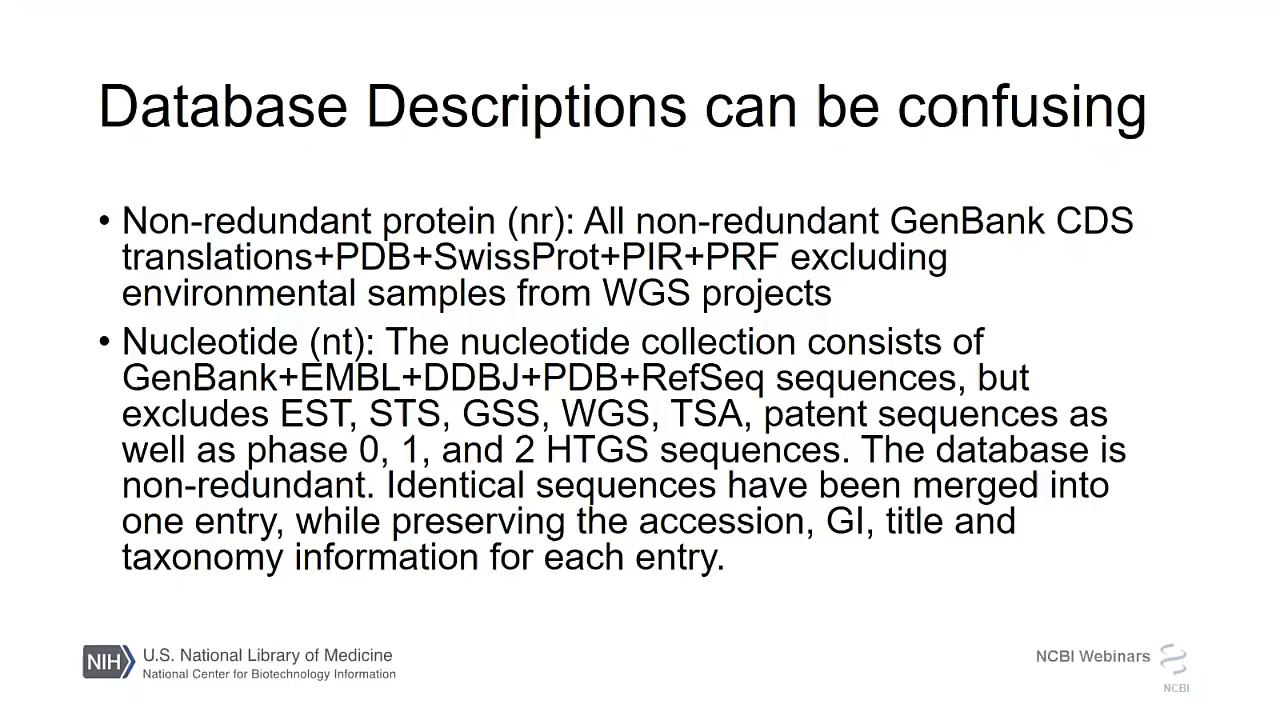 Database Descriptions can be confusing
• Non-redundant protein (nr): All non-redundant GenBank CDS
translations+PDB+SwissProt+PIR+PRF excluding
environmental samples from WGS projects
• Nucleotide (nt): The nucleotide collection consists of
GenBank+EMBL+DDBJ+PDB+RefSeq sequences, but
excludes EST, STS, GSS, WGS, TSA, patent sequences as
well as phase 0, 1, and 2 HTGS sequences. The database is
non-redundant. Identical sequences have been merged into
one entry, while preserving the accession, GI, title and
taxonomy information for each entry.
NIH
U.S. National Library of Medicine
National Center for Biotechnology Information
NCBI Webinars
NCBI